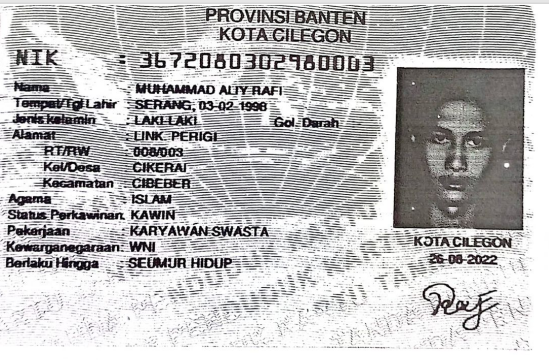 PROVINSI BANTEN
KOTA CILEGON
NIK : 3672080302980003
Nama : MUHAMMAD ALIY RAFI
Tempat/Tgl Lahir : SERANG, 03-02-1998
Jenis kelamin : LAKI-LAKI Gol. Darah
Alamat : LINK. PERIGI
RT/RW : 008/003
Kel/Desa : CIKERAI
Kecamatan : CIBEBER
Agama : ISLAM
Status Perkawinan: KAWIN
Pekerjaan : KARYAWAN SWASTA
Kewarganegaraan: WNI
Berlaku Hingga : SEUMUR HIDUP
KOTA CILEGON
26-08-2022